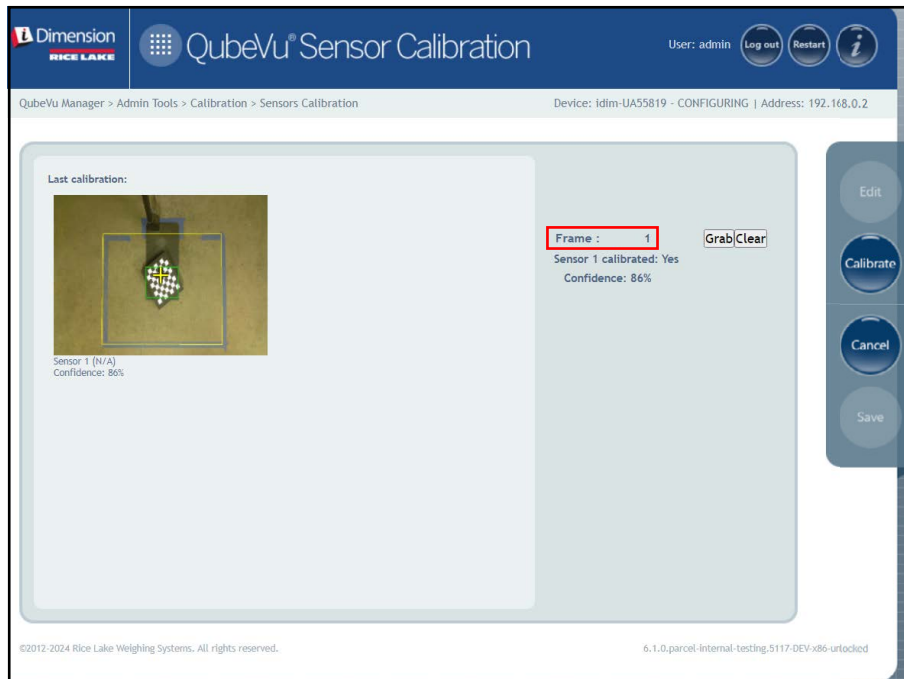 iDimension
RICE LAKE
QubeVu® Sensor Calibration
User: admin
Log out
Restart
i
QubeVu Manager > Admin Tools > Calibration > Sensors Calibration
Device: idim-UA55819 - CONFIGURING | Address: 192.168.0.2
Last calibration:
Sensor 1 (N/A)
Confidence: 86%
Frame : 1
Grab Clear
Sensor 1 calibrated: Yes
Confidence: 86%
Edit
Calibrate
Cancel
Save
©2012-2024 Rice Lake Weighing Systems. All rights reserved.
6.1.0.parcel-internal-testing.5117-DEV-x86-unlocked